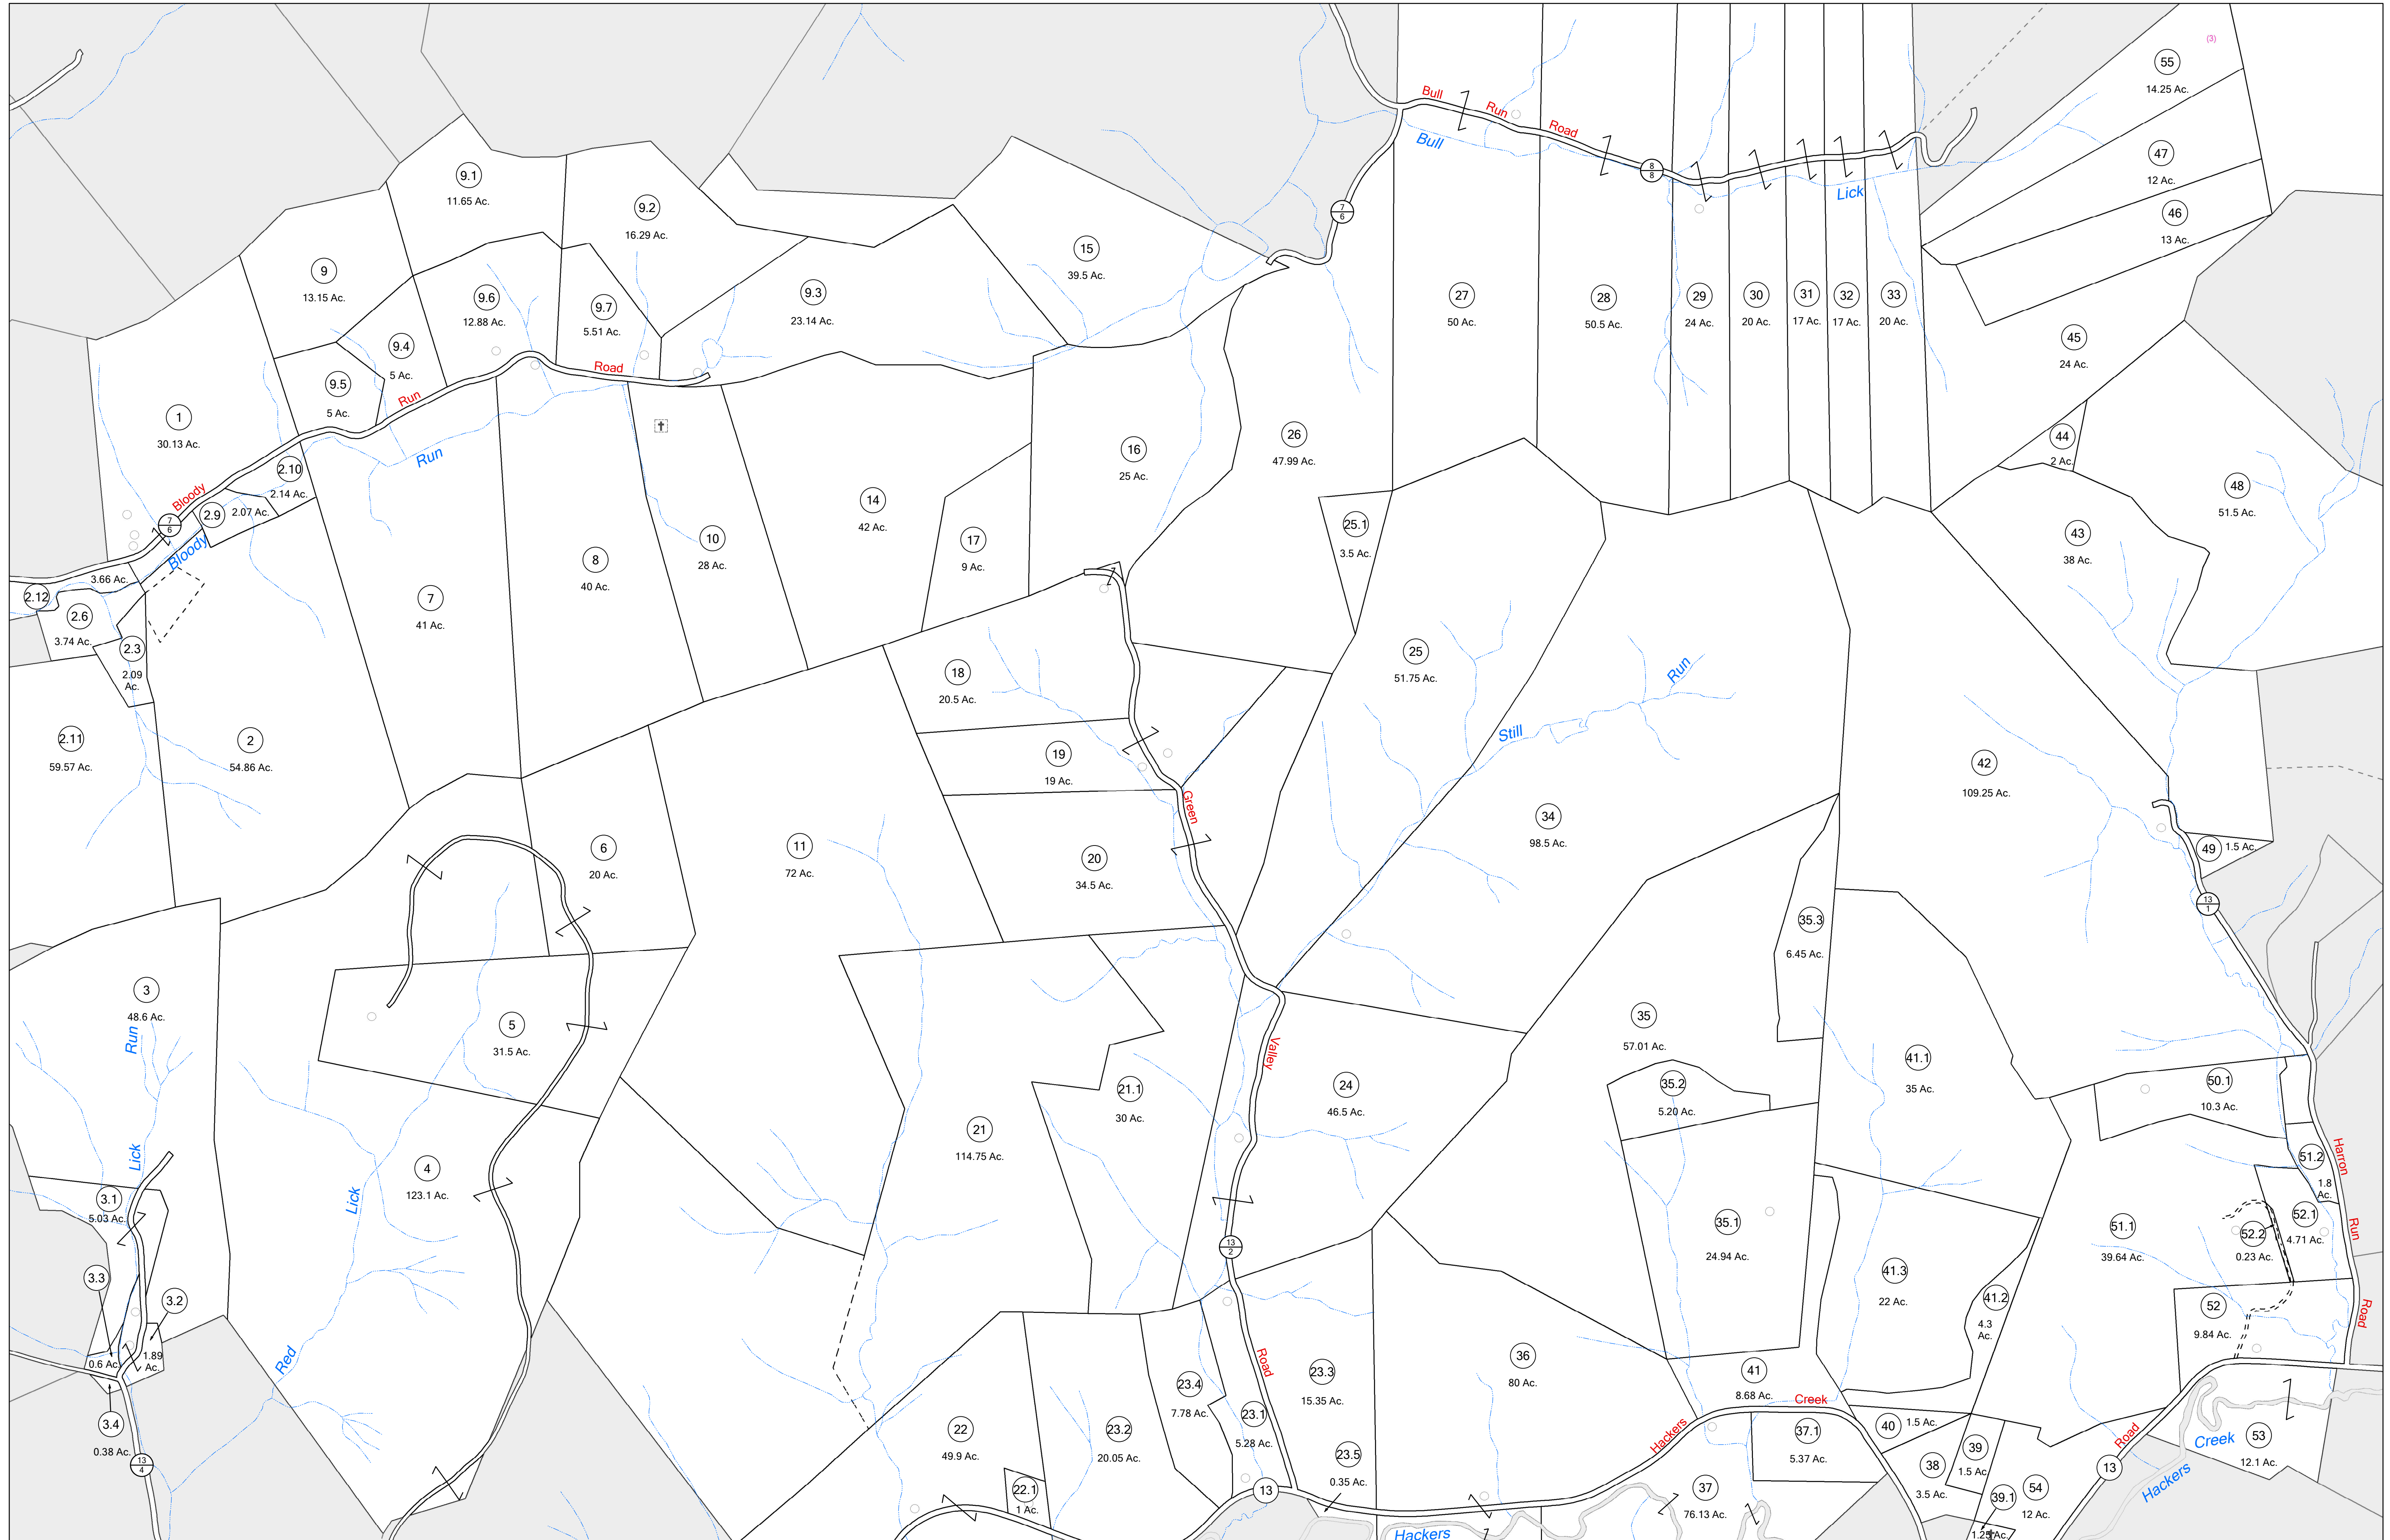 (3)
55
14.25 Ac.
Bull
Run
Road
Bull
8
8
Lick
47
12 Ac.
46
13 Ac.
9.1
11.65 Ac.
9.2
16.29 Ac.
7
6
15
39.5 Ac.
9
13.15 Ac.
9.6
12.88 Ac.
9.7
5.51 Ac.
9.3
23.14 Ac.
27
50 Ac.
28
50.5 Ac.
29
24 Ac.
30
20 Ac.
31
17 Ac.
32
17 Ac.
33
20 Ac.
45
24 Ac.
9.4
5 Ac.
9.5
5 Ac.
Road
Run
1
30.13 Ac.
Run
26
47.99 Ac.
16
25 Ac.
44
2 Ac.
2.10
2.14 Ac.
Bloody
7
6
2.9
2.07 Ac.
Bloody
14
42 Ac.
48
51.5 Ac.
25.1
3.5 Ac.
43
38 Ac.
10
28 Ac.
17
9 Ac.
8
40 Ac.
7
41 Ac.
3.66 Ac.
2.12
2.6
3.74 Ac.
2.3
2.09
Ac.
18
20.5 Ac.
25
51.75 Ac.
Run
Still
2.11
59.57 Ac.
2
54.86 Ac.
19
19 Ac.
42
109.25 Ac.
Green
34
98.5 Ac.
6
20 Ac.
11
72 Ac.
20
34.5 Ac.
49
1.5 Ac.
13
1
35.3
6.45 Ac.
3
48.6 Ac.
Run
5
31.5 Ac.
35
57.01 Ac.
Valley
41.1
35 Ac.
24
46.5 Ac.
21.1
30 Ac.
35.2
5.20 Ac.
50.1
10.3 Ac.
21
114.75 Ac.
Lick
4
123.1 Ac.
Lick
Harron
51.2
1.8
Ac.
3.1
5.03 Ac.
35.1
24.94 Ac.
51.1
39.64 Ac.
52.1
4.71 Ac.
52.2
0.23 Ac.
Run
13
2
3.3
3.2
41.3
22 Ac.
41.2
4.3
Ac.
52
9.84 Ac.
Road
Red
0.6 Ac.
1.89
Ac.
Road
36
80 Ac.
23.3
15.35 Ac.
23.4
7.78 Ac.
41
8.68 Ac.
Creek
3.4
0.38 Ac.
23.1
5.28 Ac.
22
49.9 Ac.
23.2
20.05 Ac.
Hackers
37.1
5.37 Ac.
40
1.5 Ac.
Road
Creek
53
12.1 Ac.
13
4
23.5
0.35 Ac.
39
1.5 Ac.
38
3.5 Ac.
13
Hackers
22.1
1 Ac.
13
37
76.13 Ac.
39.1
1.25 Ac.
54
12 Ac.
Hackers